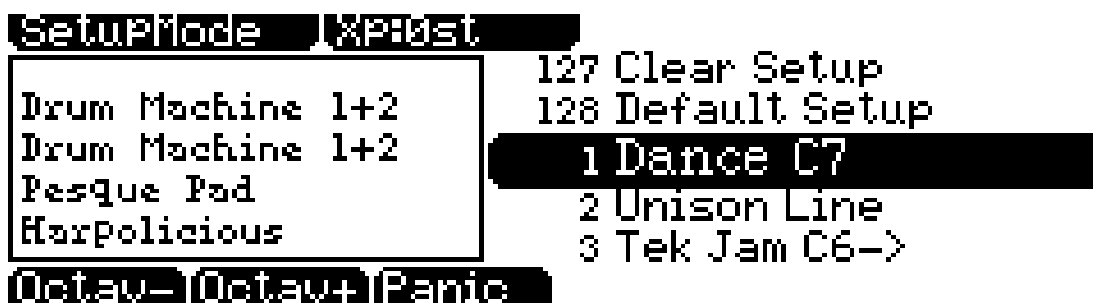 SetupMode Xp:0st
Drum Machine 1+2
Drum Machine 1+2
Pesque Pad
Harpolicious
127 Clear Setup
128 Default Setup
1 Dance C7
2 Unison Line
3 Tek Jam C6->
Octav- Octav+ Panic